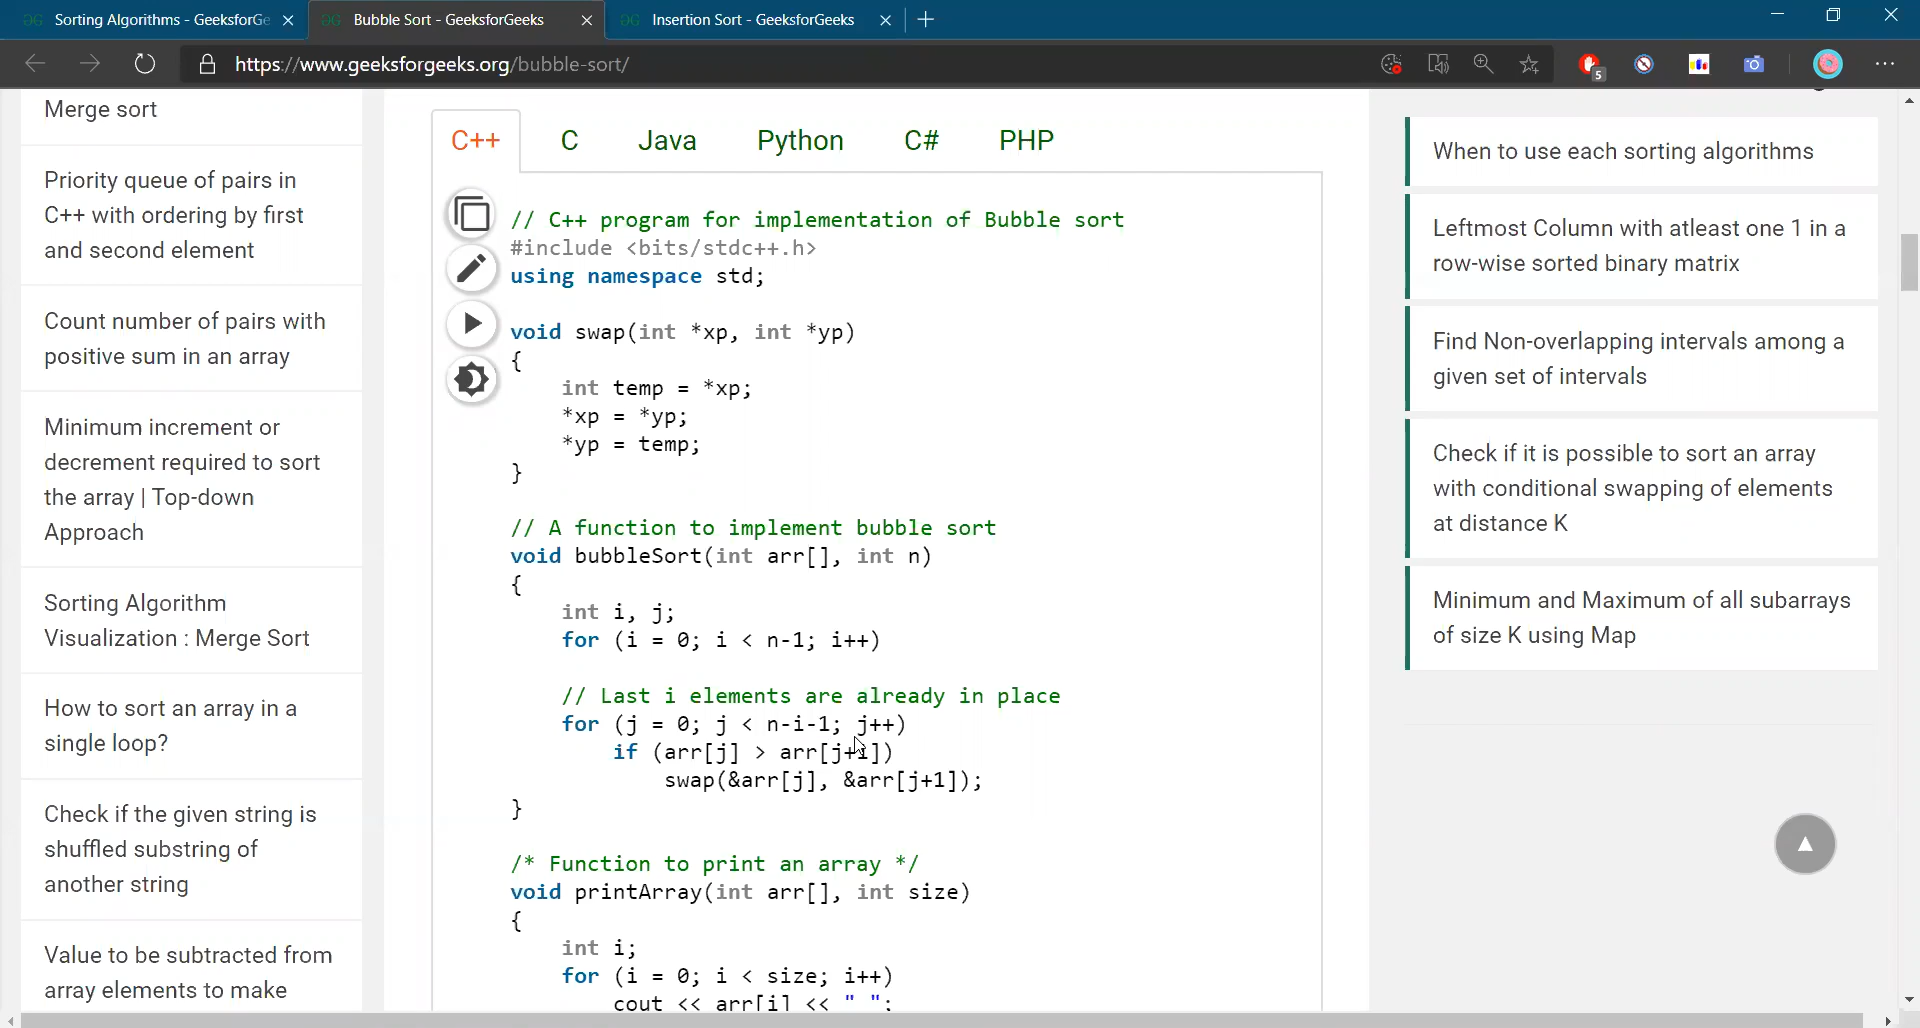 Sorting Algorithms - GeeksforGe
Bubble Sort - GeeksforGeeks
Insertion Sort - GeeksforGeeks
https://www.geeksforgeeks.org/bubble-sort/
5
Merge sort
Priority queue of pairs in
C++ with ordering by first
and second element
Count number of pairs with
positive sum in an array
Minimum increment or
decrement required to sort
the array | Top-down
Approach
Sorting Algorithm
Visualization : Merge Sort
How to sort an array in a
single loop?
Check if the given string is
shuffled substring of
another string
Value to be subtracted from
array elements to make
C++ C Java Python C# PHP
// C++ program for implementation of Bubble sort
#include <bits/stdc++.h>
using namespace std;
void swap(int *xp, int *yp)
{
int temp = *xp;
*xp = *yp;
*yp = temp;
}
// A function to implement bubble sort
void bubbleSort(int arr[], int n)
{
int i, j;
for (i = 0; i < n-1; i++)
// Last i elements are already in place
for (j = 0; j < n-i-1; j++)
if (arr[j] > arr[j+1])
swap(&arr[j], &arr[j+1]);
}
/* Function to print an array */
void printArray(int arr[], int size)
{
int i;
for (i = 0; i < size; i++)
cout << arr[i] << " ";
When to use each sorting algorithms
Leftmost Column with atleast one 1 in a
row-wise sorted binary matrix
Find Non-overlapping intervals among a
given set of intervals
Check if it is possible to sort an array
with conditional swapping of elements
at distance K
Minimum and Maximum of all subarrays
of size K using Map